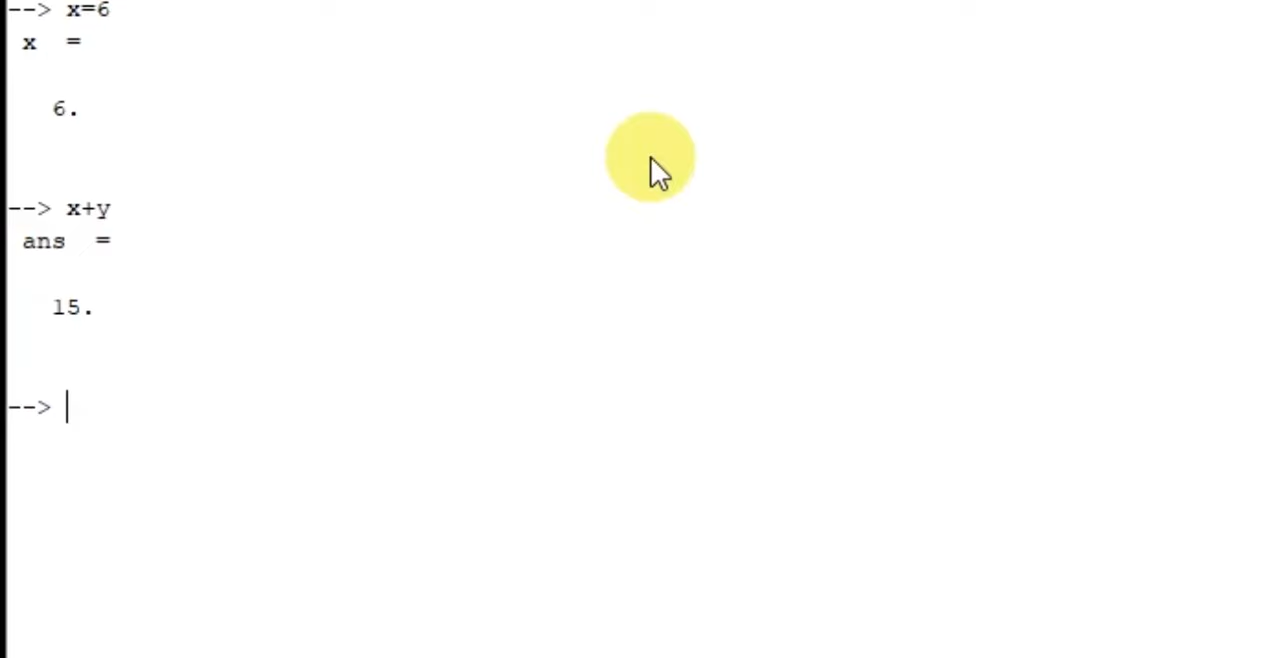 --> x=6
x  =
6.
--> x+y
ans  =
15.
-->